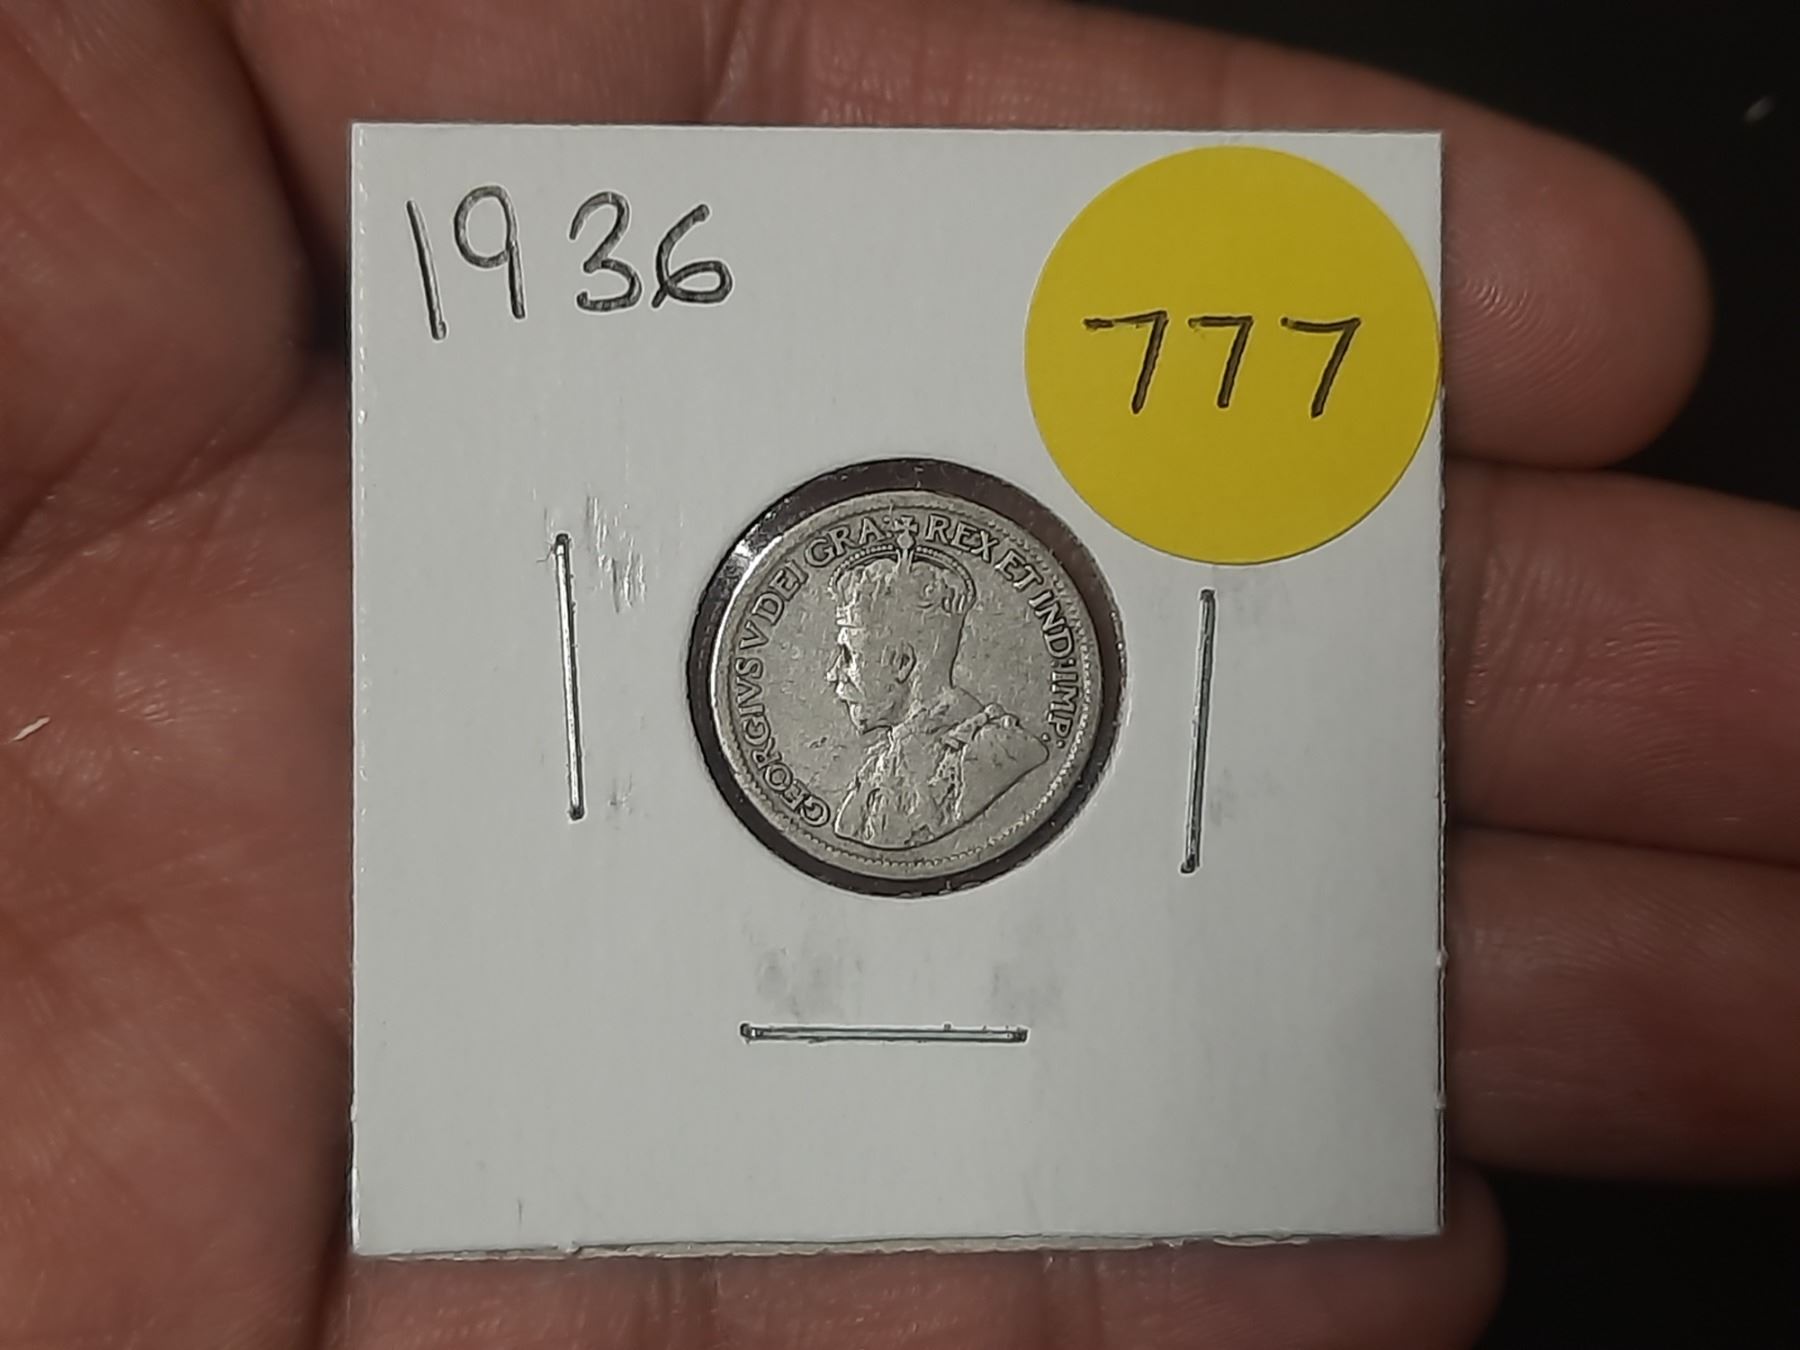 1936
777
GEORGIVS V DEI GRA: REX ET IND: IMP: